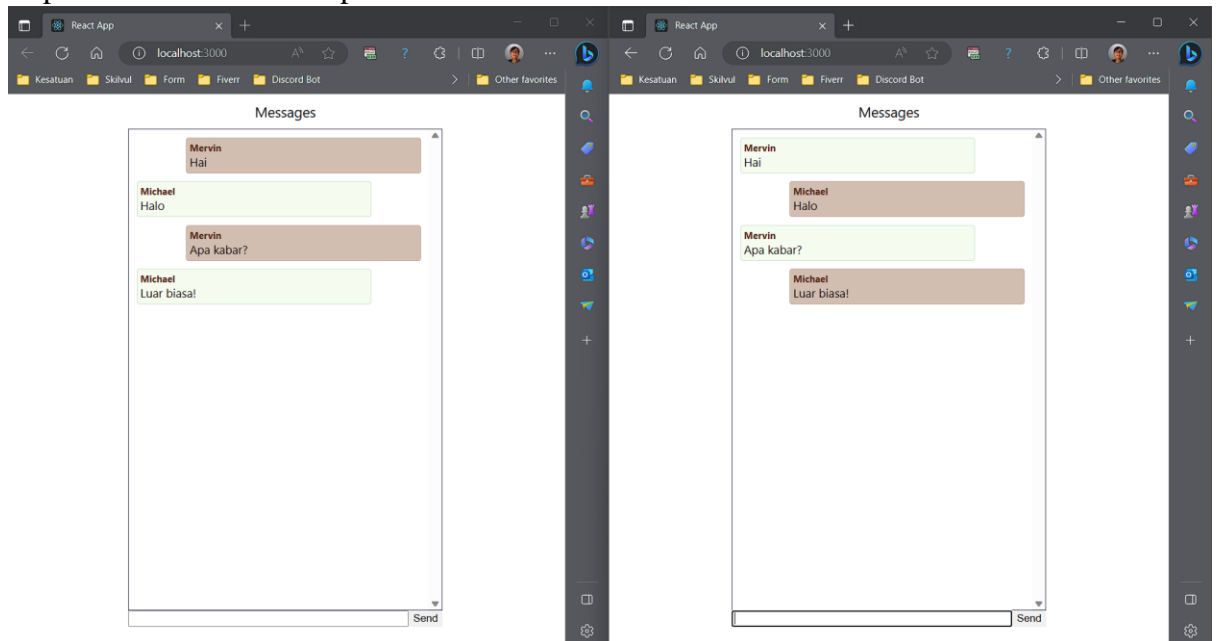 React App
localhost:3000
Kesatuan Skilvul Form Fiverr Discord Bot Other favorites
Messages
Mervin
Hai
Michael
Halo
Mervin
Apa kabar?
Michael
Luar biasa!
Send
React App
localhost:3000
Kesatuan Skilvul Form Fiverr Discord Bot Other favorites
Messages
Mervin
Hai
Michael
Halo
Mervin
Apa kabar?
Michael
Luar biasa!
Send